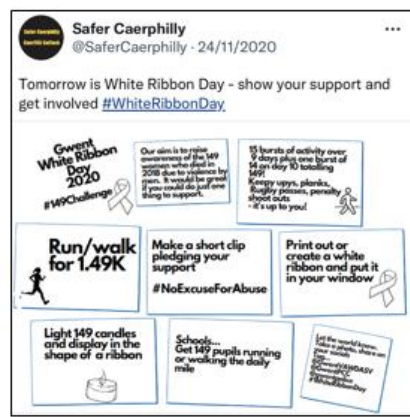 Safer Caerphilly
Caerffili Saffach
Safer Caerphilly
@SaferCaerphilly · 24/11/2020
Tomorrow is White Ribbon Day - show your support and
get involved #WhiteRibbonDay
Gwent
White Ribbon
Day
2020
#149Challenge
Our aim is to raise
awareness of the 149
women who died in
2018 due to violence by
men. It would be great
if you could do just one
thing to support.
15 bursts of activity over
9 days plus one burst of
14 on day 10 totalling
149!
Keepy upys, planks,
Rugby passes, penalty
shoot outs
- it's up to you!
Run/walk
for 1.49K
Make a short clip
pledging your
support
#NoExcuseForAbuse
Print out or
create a white
ribbon and put it
in your window
Light 149 candles
and display in the
shape of a ribbon
Schools...
Get 149 pupils running
or walking the daily
mile
Let the world know,
take a photo, share on
your socials
#WhiteRibbonDay